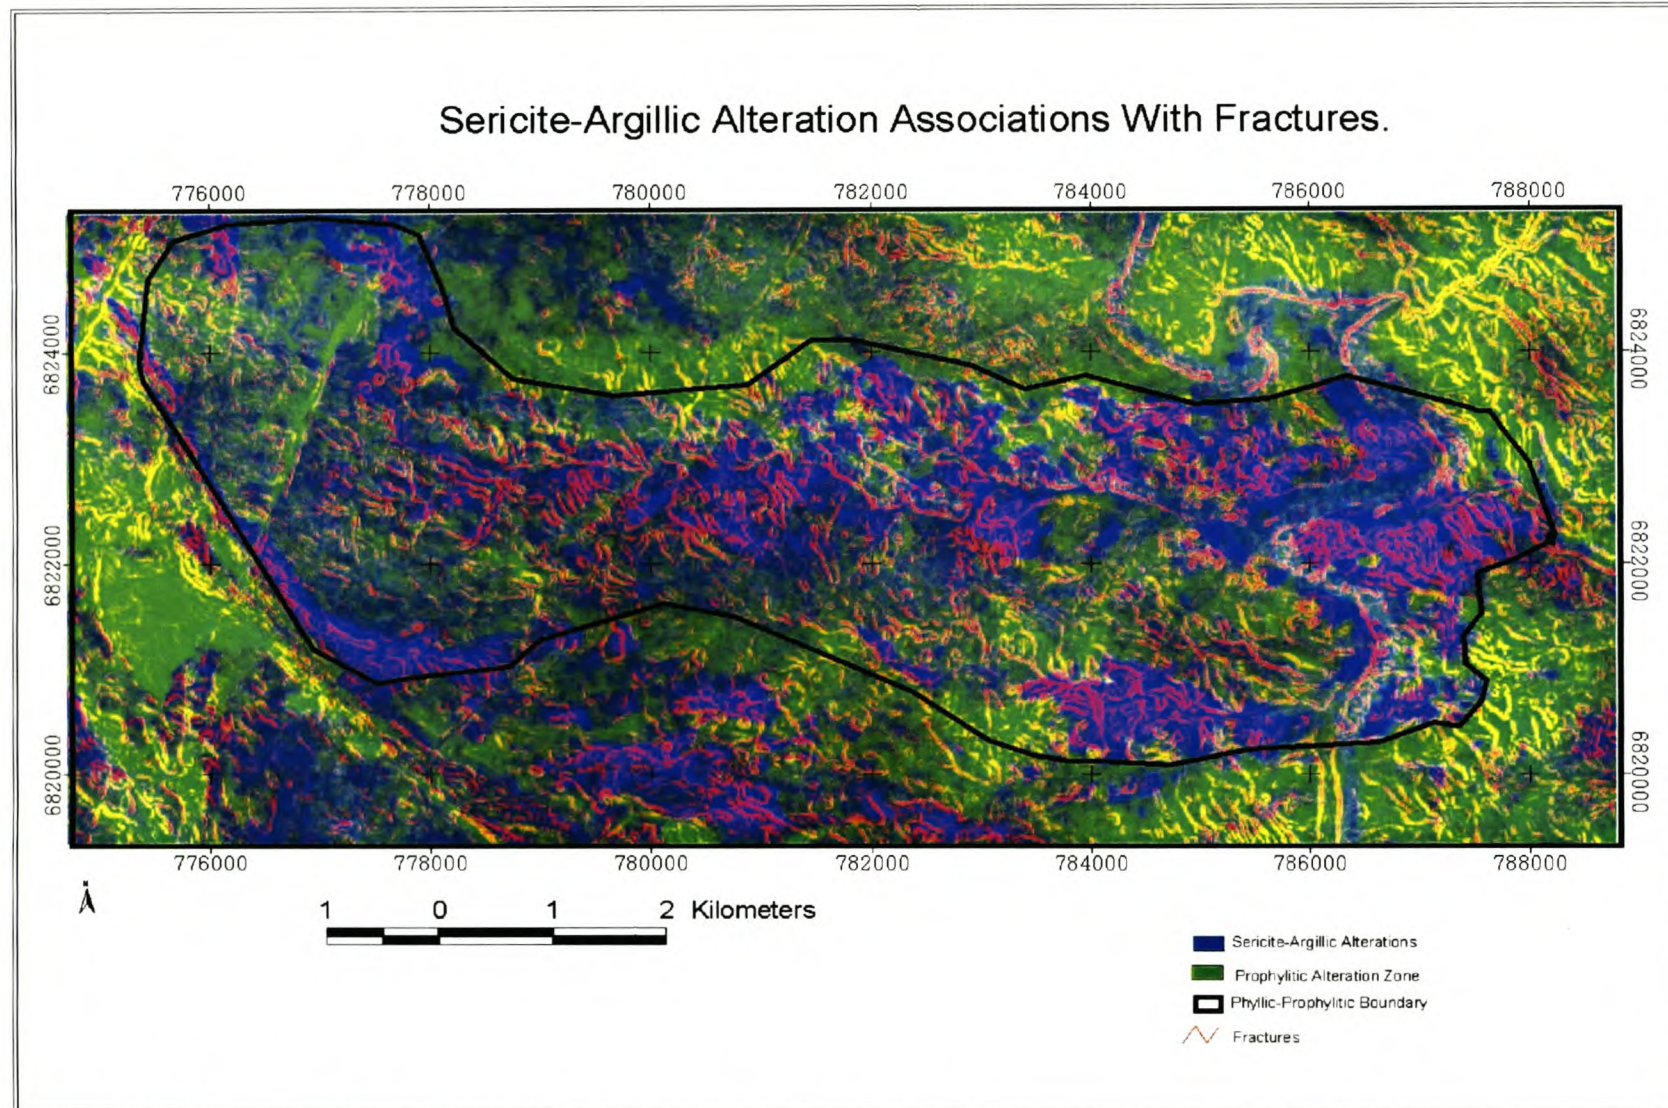 Sericite-Argillic Alteration Associations With Fractures.
776000 778000 780000 782000 784000 786000 788000
6824000 6824000
6822000 6822000
6820000 6820000
776000 778000 780000 782000 784000 786000 788000
N
1 0 1 2 Kilometers
Sericite-Argillic Alterations
Prophylitic Alteration Zone
Phyllic-Prophylitic Boundary
Fractures